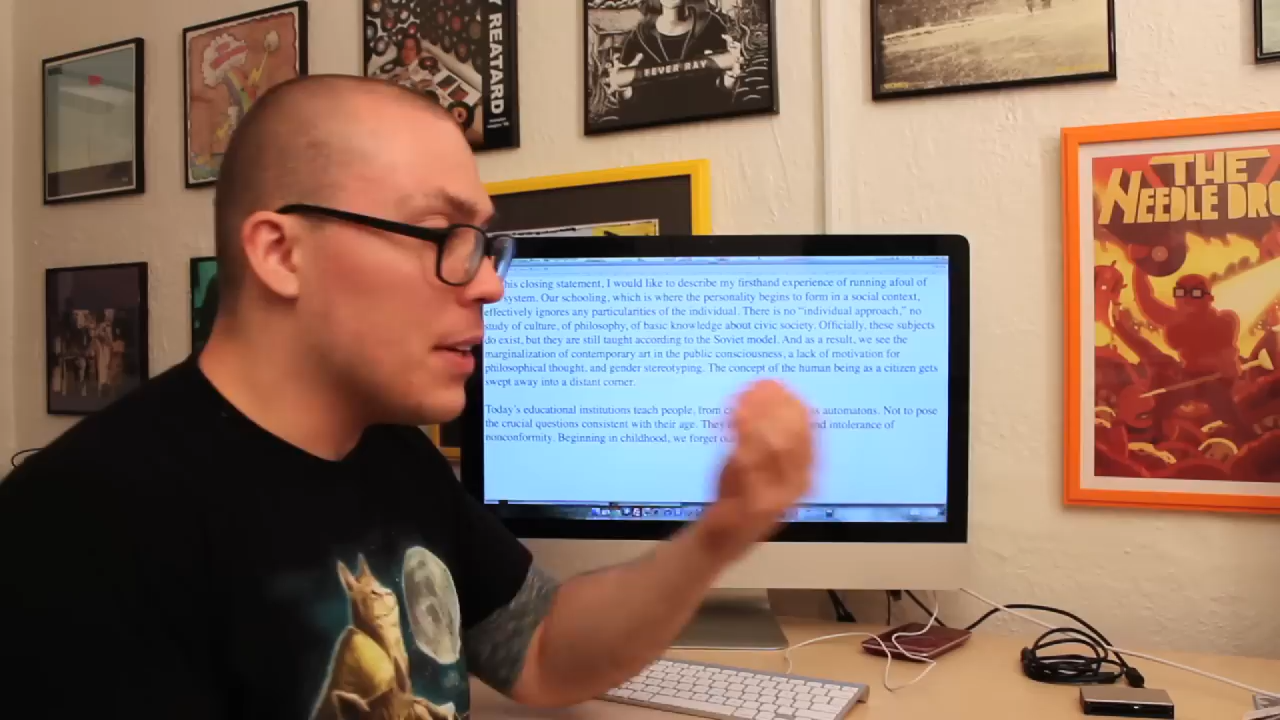 Y REATARD
FEVER RAY
THE
NEEDLE DRO
his closing statement, I would like to describe my firsthand experience of running afoul of
system. Our schooling, which is where the personality begins to form in a social context,
effectively ignores any particularities of the individual. There is no “individual approach,” no
study of culture, of philosophy, of basic knowledge about civic society. Officially, these subjects
do exist, but they are still taught according to the Soviet model. And as a result, we see the
marginalization of contemporary art in the public consciousness, a lack of motivation for
philosophical thought, and gender stereotyping. The concept of the human being as a citizen gets
swept away into a distant corner.
Today's educational institutions teach people, from as automatons. Not to pose
the crucial questions consistent with their age. They and intolerance of
nonconformity. Beginning in childhood, we forget